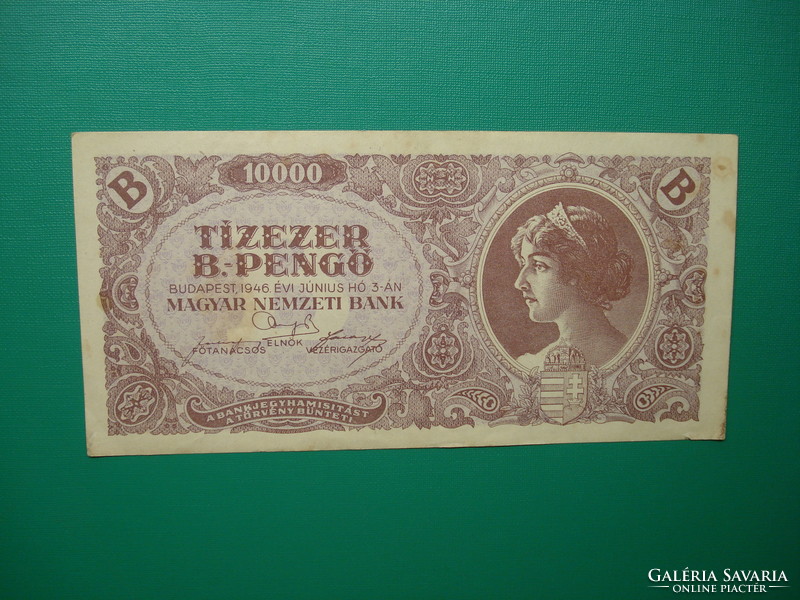 B
10000
B
TÍZEZER
B.-PENGŐ
BUDAPEST, 1946. ÉVI JÚNIUS HÓ 3-ÁN
MAGYAR NEMZETI BANK
ELNÖK
FŐTANÁCSOS VEZÉRIGAZGATÓ
A BANKJEGYHAMISÍTÁST
A TÖRVÉNY BÜNTETI
GALÉRIA SAVARIA
ONLINE PIACTÉR